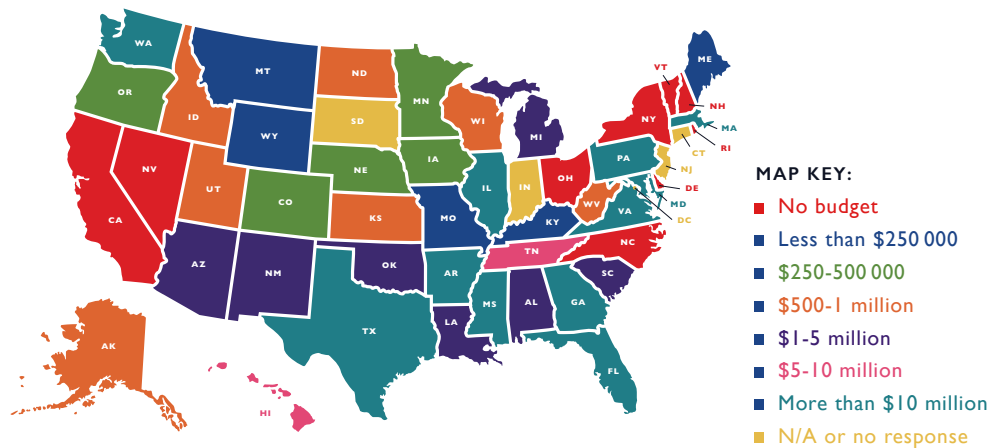 WA
OR
CA
NV
ID
MT
WY
UT
CO
AZ
NM
ND
SD
NE
KS
OK
TX
MN
IA
MO
AR
LA
WI
IL
MI
IN
OH
KY
TN
MS
AL
GA
FL
SC
NC
VA
WV
PA
NY
VT
ME
NH
MA
RI
CT
NJ
DE
MD
DC
AK
HI
MAP KEY:
No budget
Less than $250 000
$250-500 000
$500-1 million
$1-5 million
$5-10 million
More than $10 million
N/A or no response